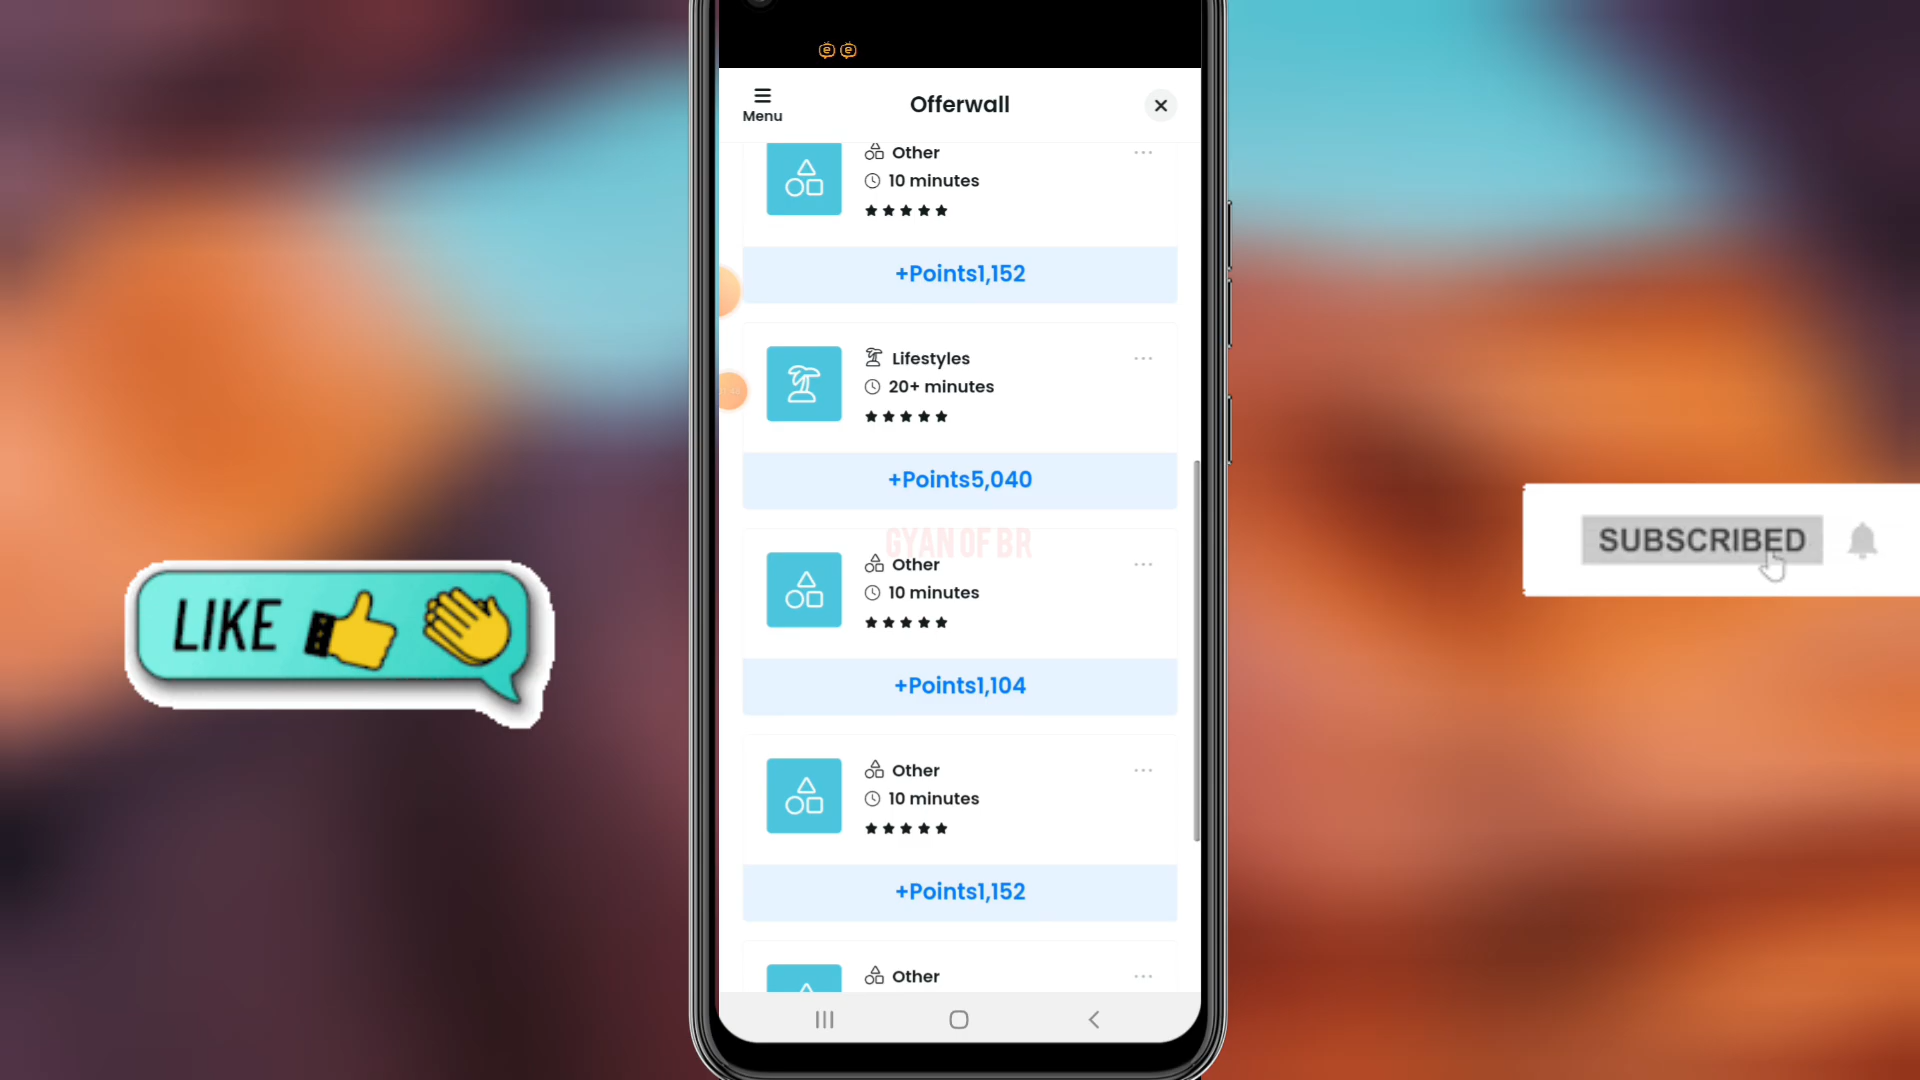 Menu
Offerwall
Other
10 minutes
+Points1,152
Lifestyles
20+ minutes
+Points5,040
GYAN OF BR
Other
10 minutes
+Points1,104
Other
10 minutes
+Points1,152
Other
LIKE
SUBSCRIBED